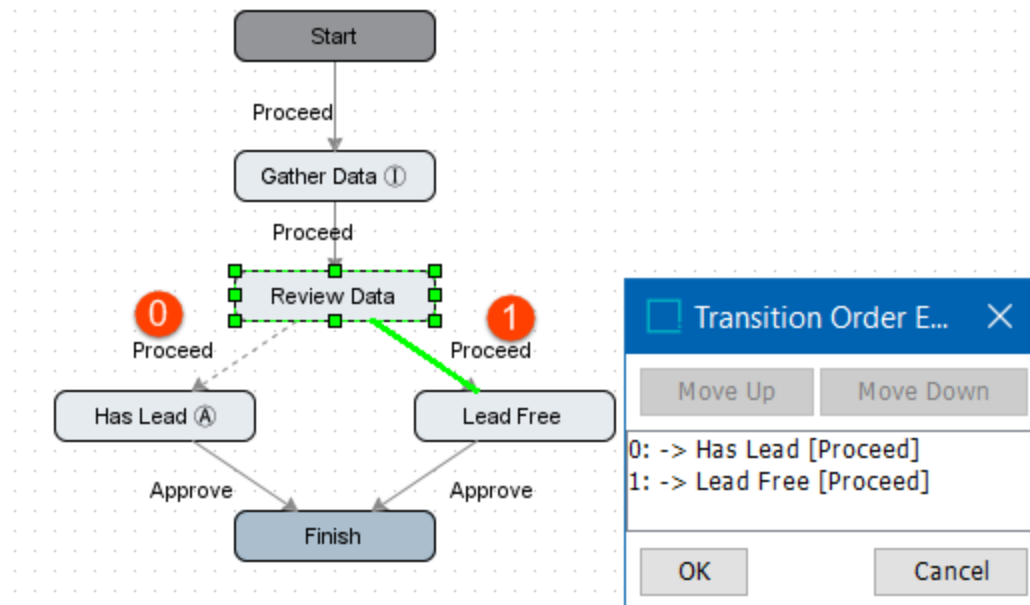 Start
Proceed
Gather Data Ⓘ
Proceed
Review Data
0
1
Proceed
Proceed
Has Lead Ⓐ
Lead Free
Approve
Approve
Finish
Transition Order E...
Move Up
Move Down
0: -> Has Lead [Proceed]
1: -> Lead Free [Proceed]
OK
Cancel